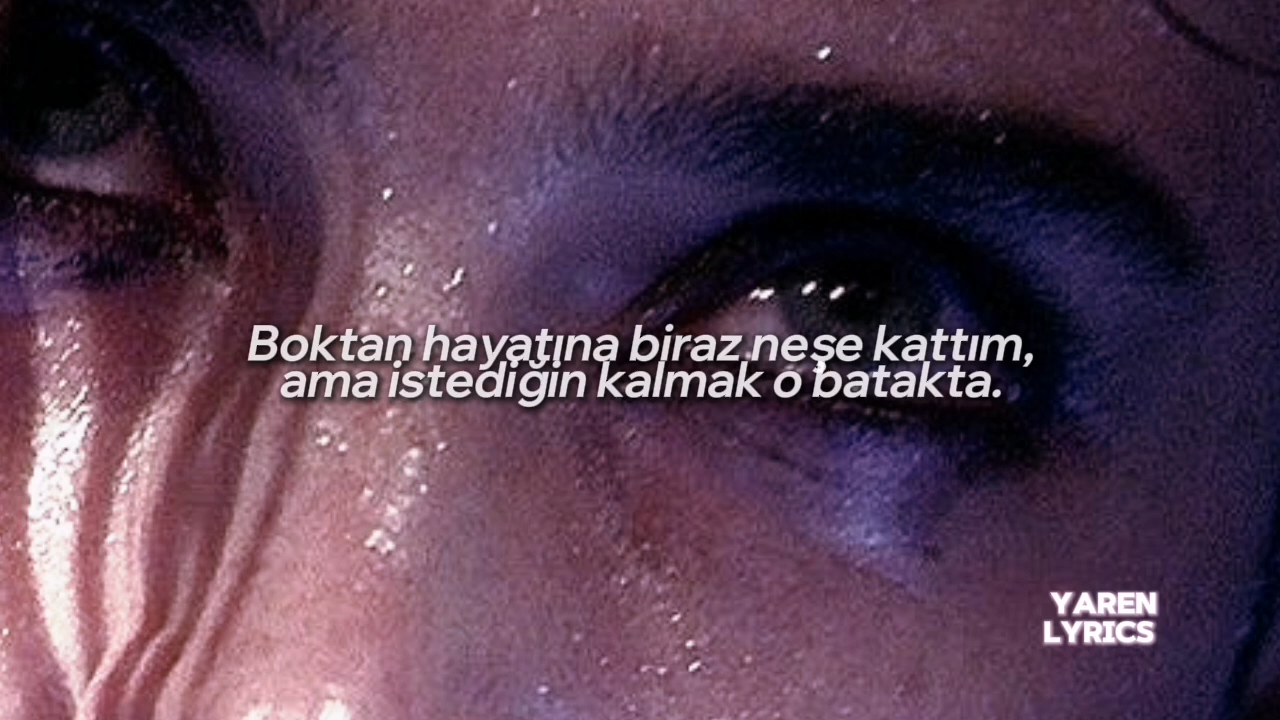 Boktan hayatına biraz neşe kattım,
ama istediğin kalmak o batakta.
YAREN
LYRICS